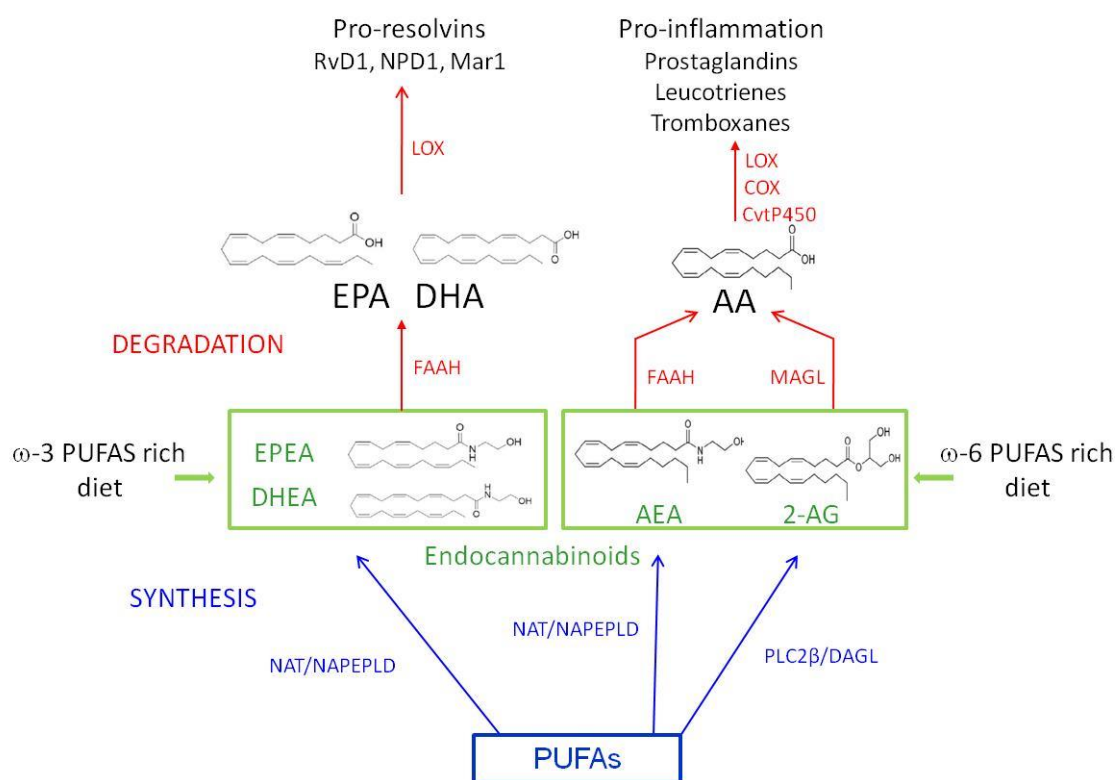 Pro-resolvins
RvD1, NPD1, Mar1
Pro-inflammation
Prostaglandins
Leucotrienes
Tromboxanes
LOX
LOX
COX
CvtP450
O
OH
OH
O
O
OH
EPA DHA
AA
DEGRADATION
FAAH
FAAH
MAGL
ω-3 PUFAS rich
diet
EPEA
O
N
H
OH
DHEA
H
N
O
OH
O
N
H
OH
AEA
O
O
OH
OH
2-AG
ω-6 PUFAS rich
diet
Endocannabinoids
SYNTHESIS
NAT/NAPEPLD
NAT/NAPEPLD
PLC2β/DAGL
PUFAs